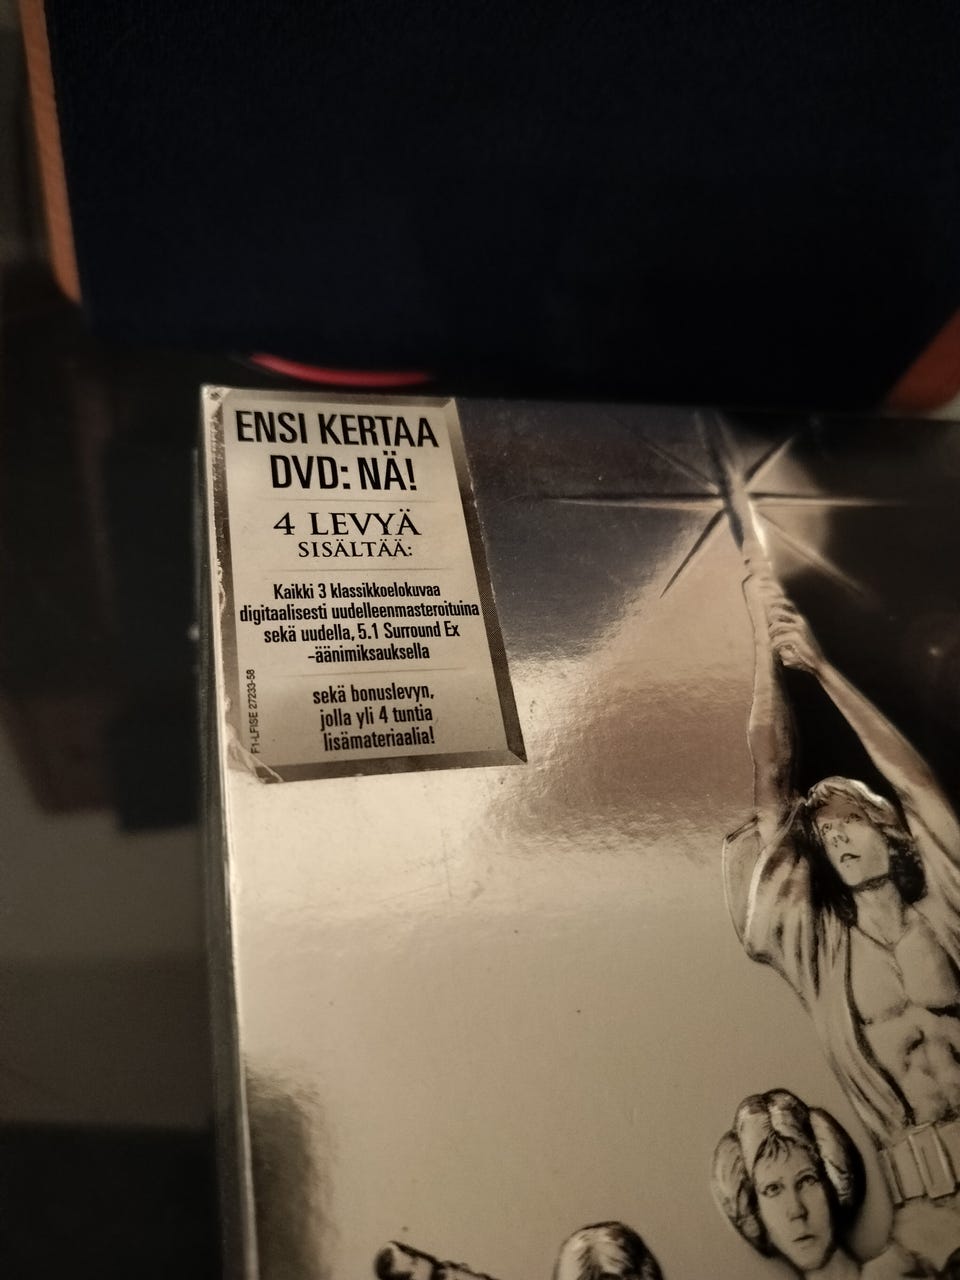 ENSI KERTAA
DVD: NÄ!
4 LEVYÄ
SISÄLTÄÄ:
Kaikki 3 klassikkoelokuvaa
digitaalisesti uudelleenmasteroituina
sekä uudella, 5.1 Surround Ex
-äänimiksauksella
sekä bonuslevyn,
jolla yli 4 tuntia
lisämateriaalia!
F1-LFISE 27233-58